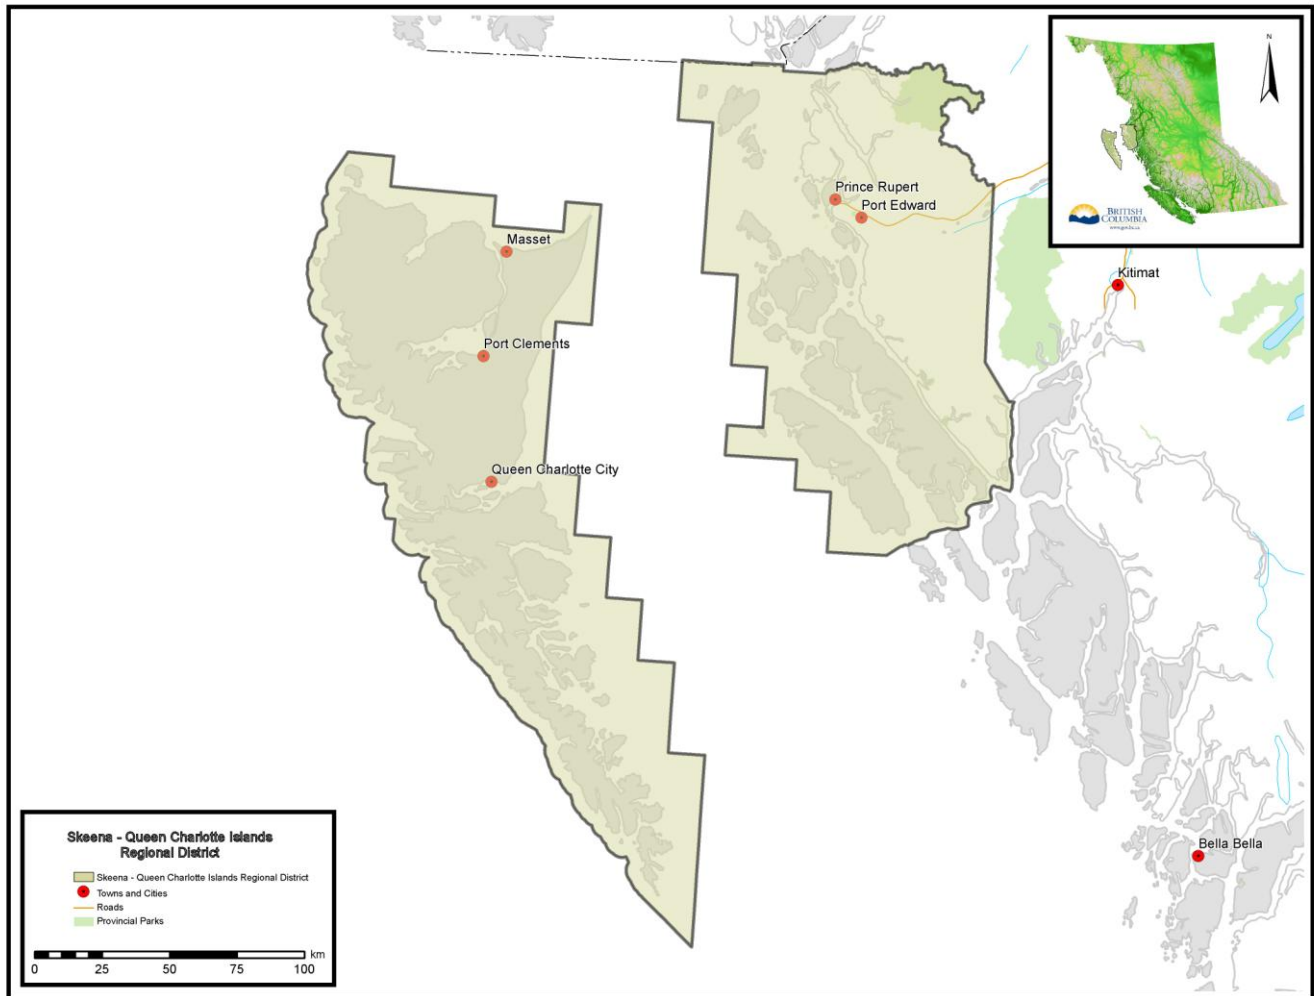 N
BRITISH
COLUMBIA
Prince Rupert
Port Edward
Masset
Kitimat
Port Clements
Queen Charlotte City
Bella Bella
Skeena - Queen Charlotte Islands
Regional District
Skeena - Queen Charlotte Islands Regional District
Towns and Cities
Roads
Provincial Parks
km
0 25 50 75 100